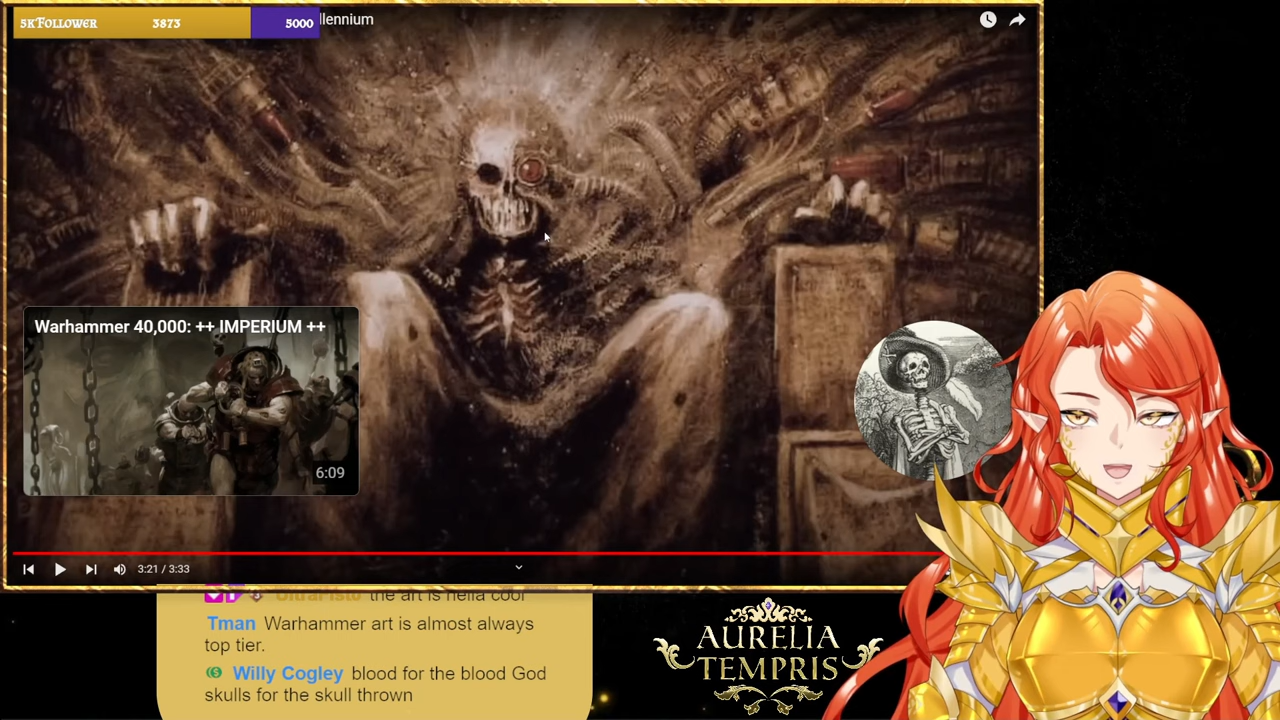 5K FOLLOWER 3873 5000
llennium
Warhammer 40,000: ++ IMPERIUM ++
6:09
3:21 / 3:33
UltraPisto the art is hella cool
Tman Warhammer art is almost always
top tier.
Willy Cogley blood for the blood God
skulls for the skull thrown
AURELIA
TEMPRIS